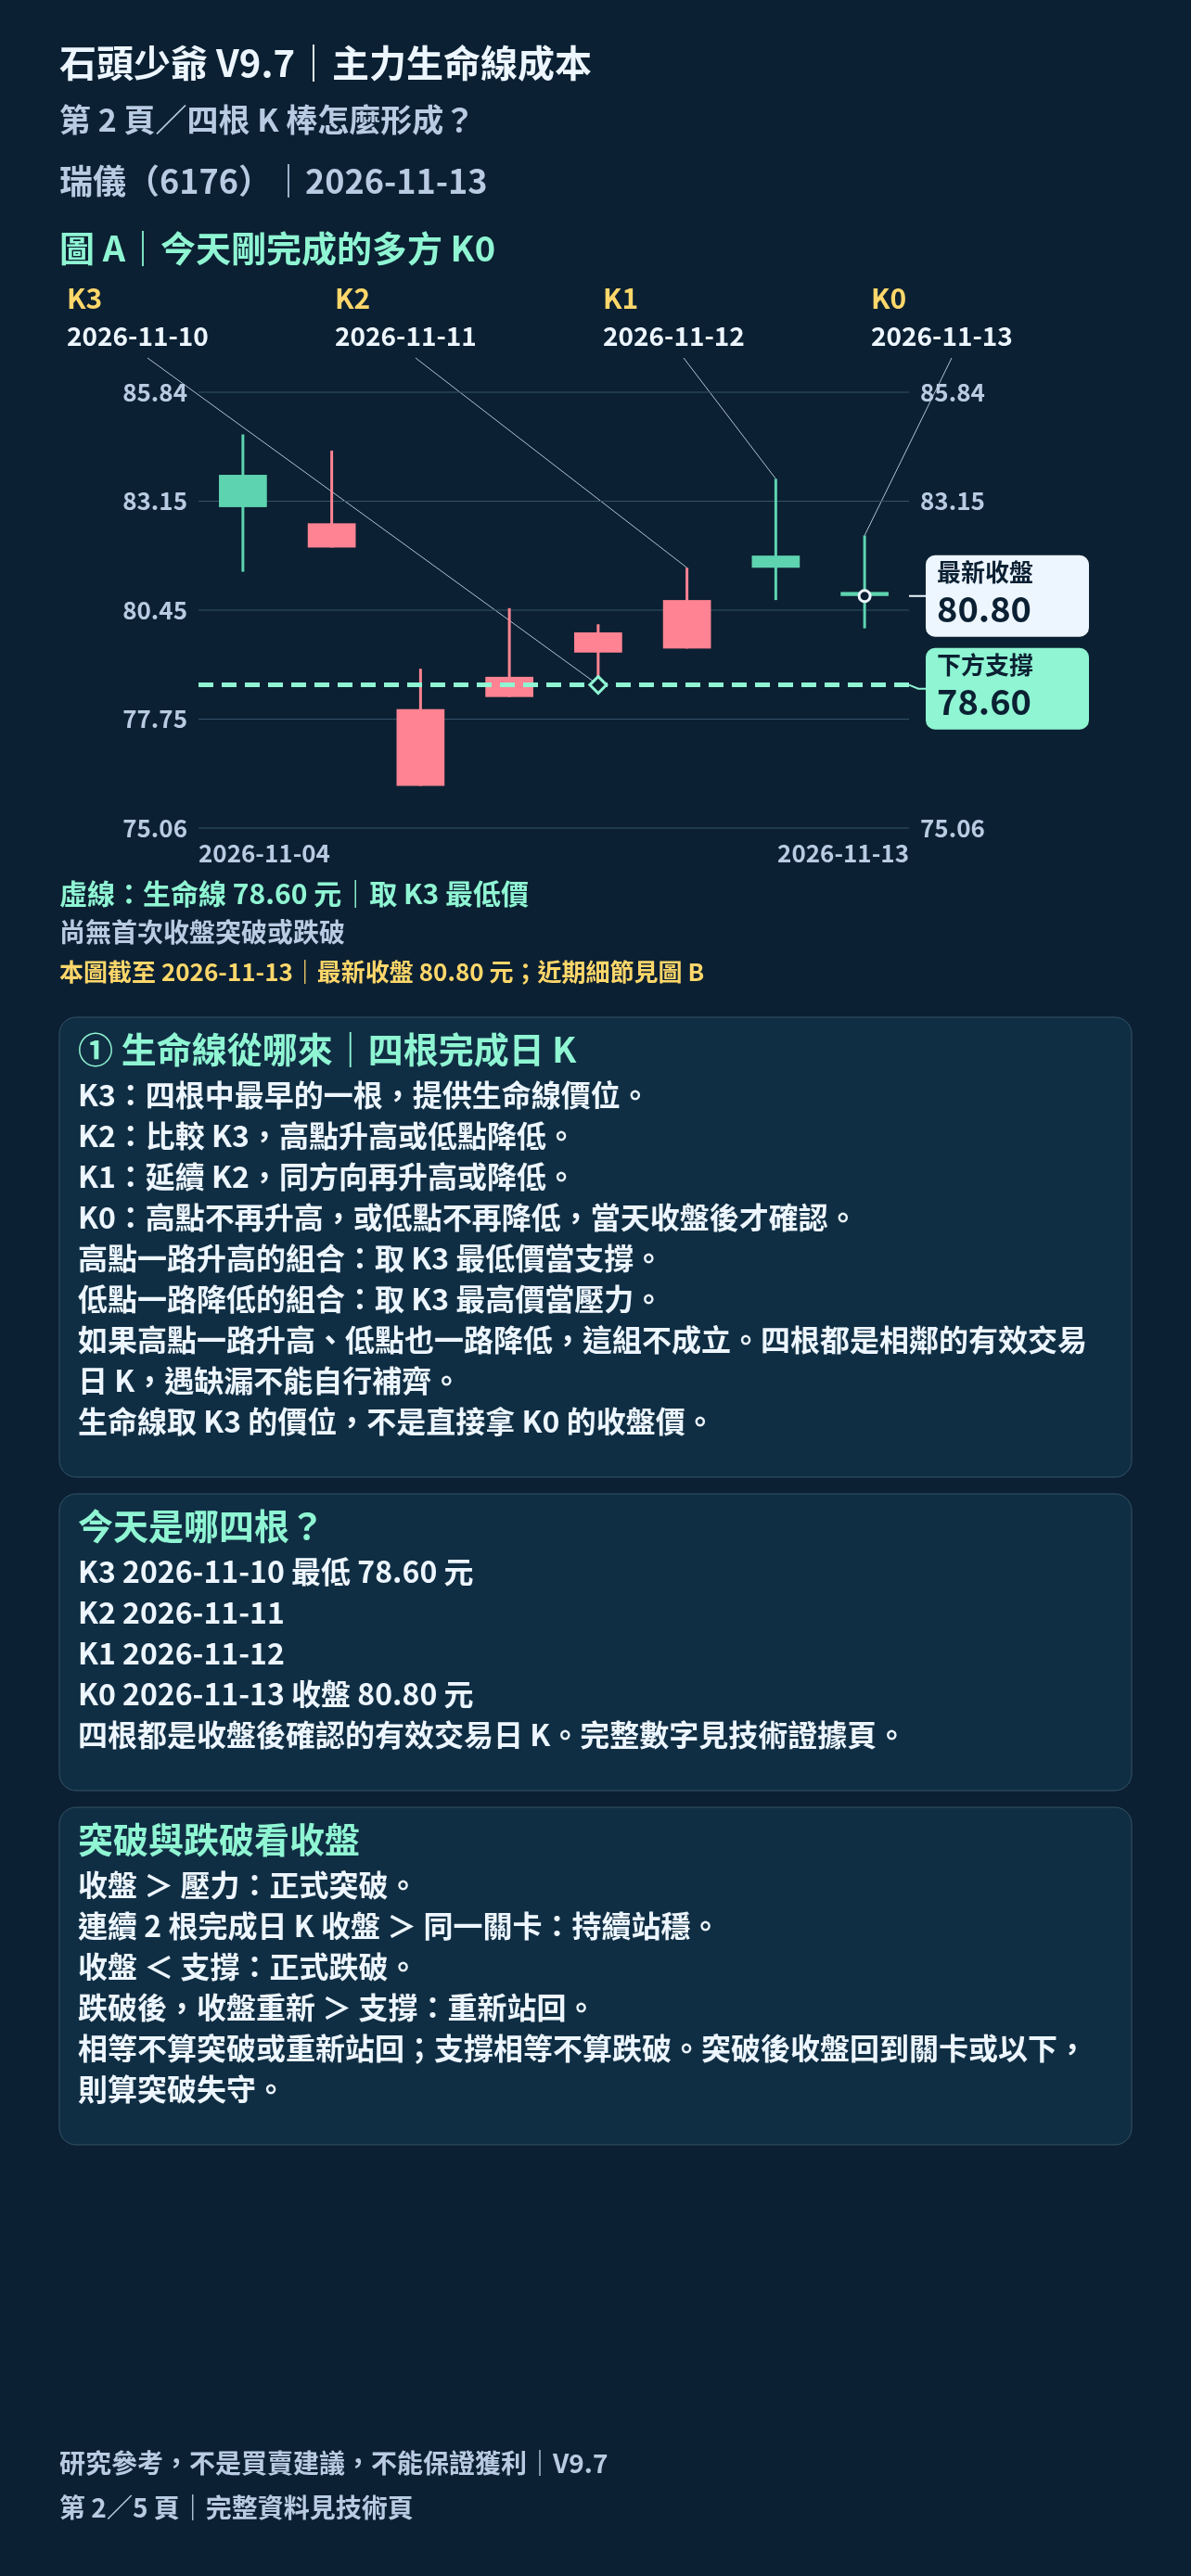 石頭少爺 V9.7｜主力生命線成本
第 2 頁／四根 K 棒怎麼形成？
瑞儀（6176）｜2026-11-13
圖 A｜今天剛完成的多方 K0
K3 K2 K1 K0
2026-11-10 2026-11-11 2026-11-12 2026-11-13
85.84 85.84
83.15 83.15
最新收盤
80.45 80.80
下方支撐
78.60
77.75
75.06 75.06
2026-11-04 2026-11-13
虛線：生命線 78.60 元｜取 K3 最低價
尚無首次收盤突破或跌破
本圖截至 2026-11-13｜最新收盤 80.80 元；近期細節見圖 B
① 生命線從哪來｜四根完成日 K
K3：四根中最早的一根，提供生命線價位。
K2：比較 K3，高點升高或低點降低。
K1：延續 K2，同方向再升高或降低。
K0：高點不再升高，或低點不再降低，當天收盤後才確認。
高點一路升高的組合：取 K3 最低價當支撐。
低點一路降低的組合：取 K3 最高價當壓力。
如果高點一路升高、低點也一路降低，這組不成立。四根都是相鄰的有效交易
日 K，遇缺漏不能自行補齊。
生命線取 K3 的價位，不是直接拿 K0 的收盤價。
今天是哪四根？
K3 2026-11-10 最低 78.60 元
K2 2026-11-11
K1 2026-11-12
K0 2026-11-13 收盤 80.80 元
四根都是收盤後確認的有效交易日 K。完整數字見技術證據頁。
突破與跌破看收盤
收盤 ＞ 壓力：正式突破。
連續 2 根完成日 K 收盤 ＞ 同一關卡：持續站穩。
收盤 ＜ 支撐：正式跌破。
跌破後，收盤重新 ＞ 支撐：重新站回。
相等不算突破或重新站回；支撐相等不算跌破。突破後收盤回到關卡或以下，
則算突破失守。
研究參考，不是買賣建議，不能保證獲利｜V9.7
第 2／5 頁｜完整資料見技術頁